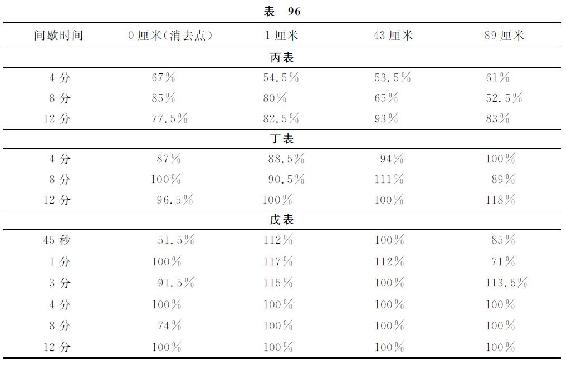 表 96
间歇时间 0厘米(消去点) 1厘米 43厘米 89厘米
丙表
4分 67% 54.5% 53.5% 61%
8分 85% 80% 65% 52.5%
12分 77.5% 82.5% 93% 83%
丁表
4分 87% 88.5% 94% 100%
8分 100% 90.5% 111% 89%
12分 96.5% 100% 100% 118%
戊表
45秒 51.5% 112% 100% 85%
1分 100% 117% 112% 71%
3分 91.5% 115% 100% 113.5%
4分 100% 100% 100% 100%
8分 74% 100% 100% 100%
12分 100% 100% 100% 100%